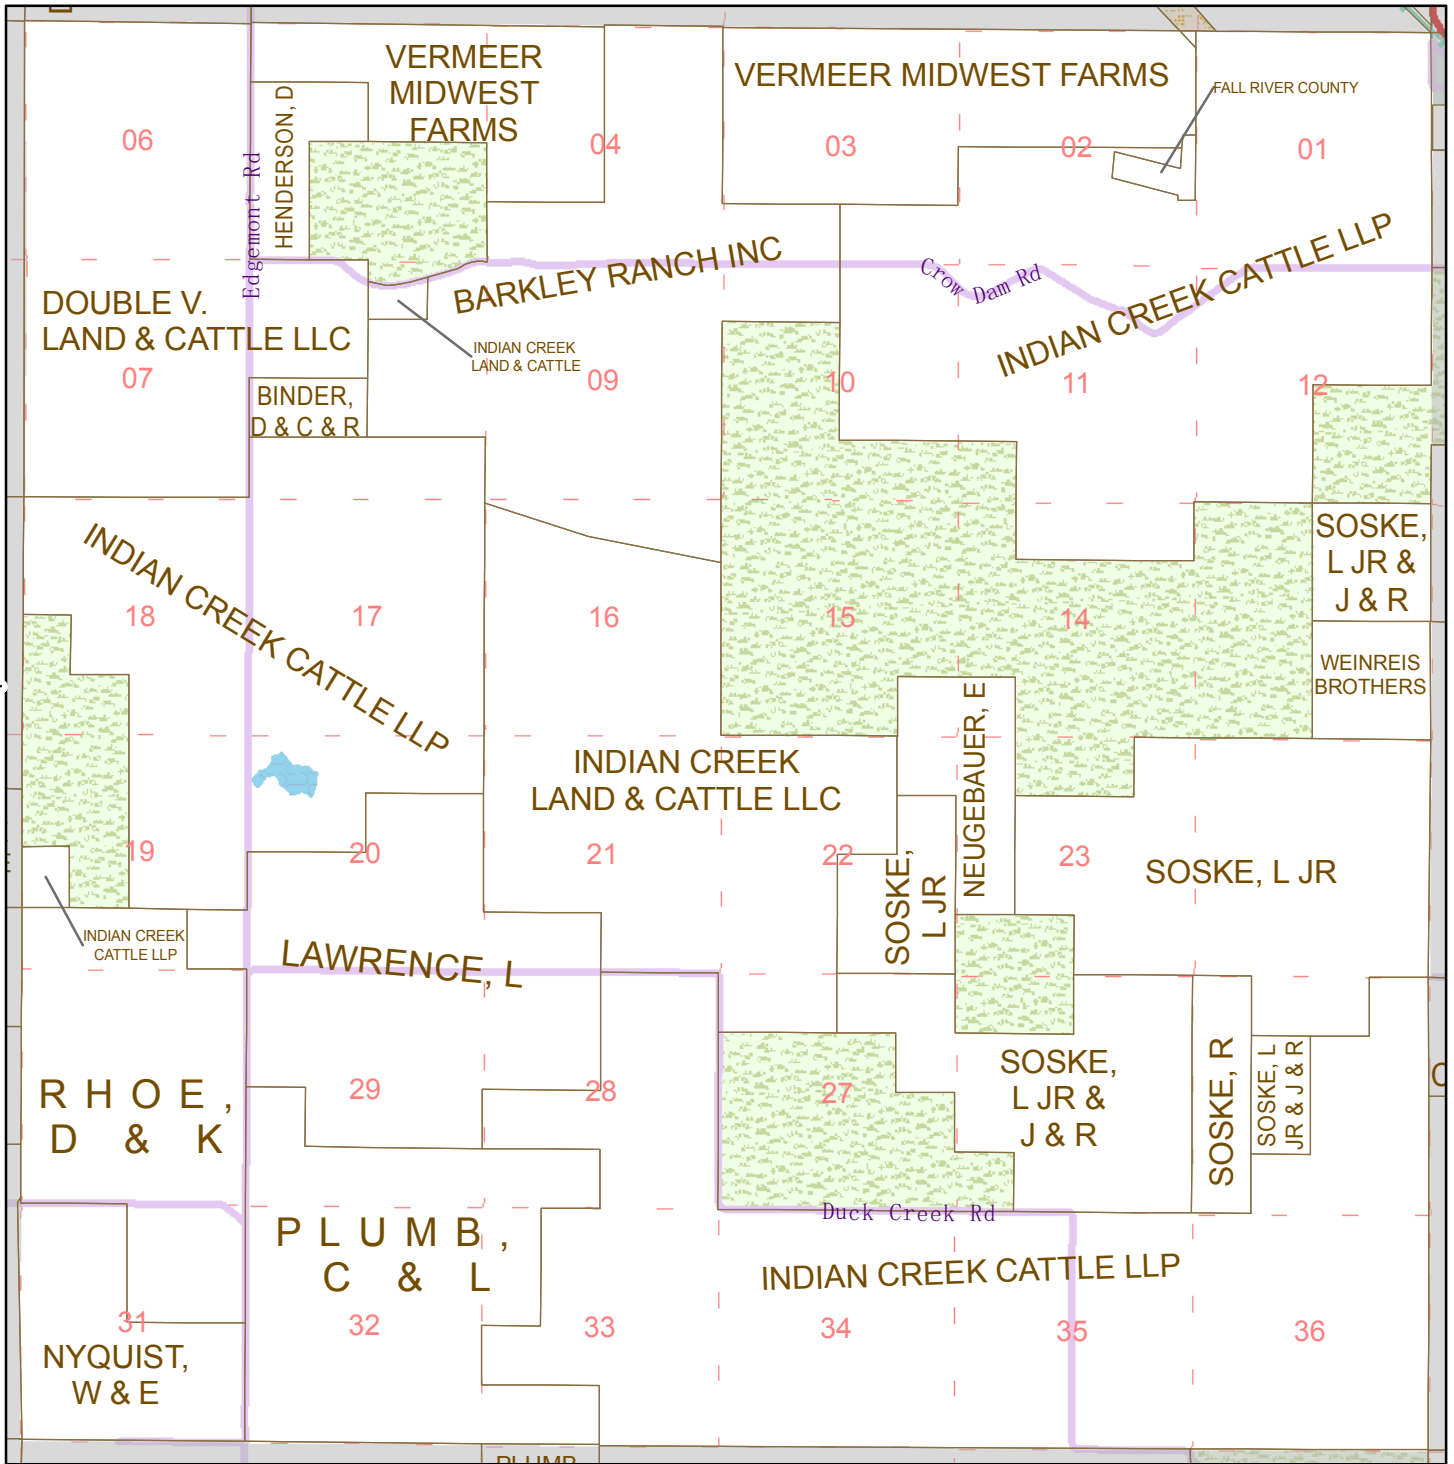 VERMEER
MIDWEST
FARMS
VERMEER MIDWEST FARMS
FALL RIVER COUNTY
HENDERSON, D
06
04
03
02
01
Edgemont Rd
BARKLEY RANCH INC
Crow Dam Rd
INDIAN CREEK CATTLE LLP
DOUBLE V.
LAND & CATTLE LLC
INDIAN CREEK
LAND & CATTLE
07
09
10
11
12
BINDER,
D & C & R
INDIAN CREEK CATTLE LLP
SOSKE,
L JR &
J & R
18
17
16
15
14
WEINREIS
BROTHERS
NEUGEBAUER, E
INDIAN CREEK
LAND & CATTLE LLC
19
20
21
22
23
SOSKE,
L JR
SOSKE, L JR
INDIAN CREEK
CATTLE LLP
LAWRENCE, L
RHOE,
D & K
29
28
27
SOSKE,
L JR &
J & R
SOSKE, R
SOSKE, L
JR & J & R
PLUMB,
C & L
Duck Creek Rd
INDIAN CREEK CATTLE LLP
31
32
33
34
35
36
NYQUIST,
W & E